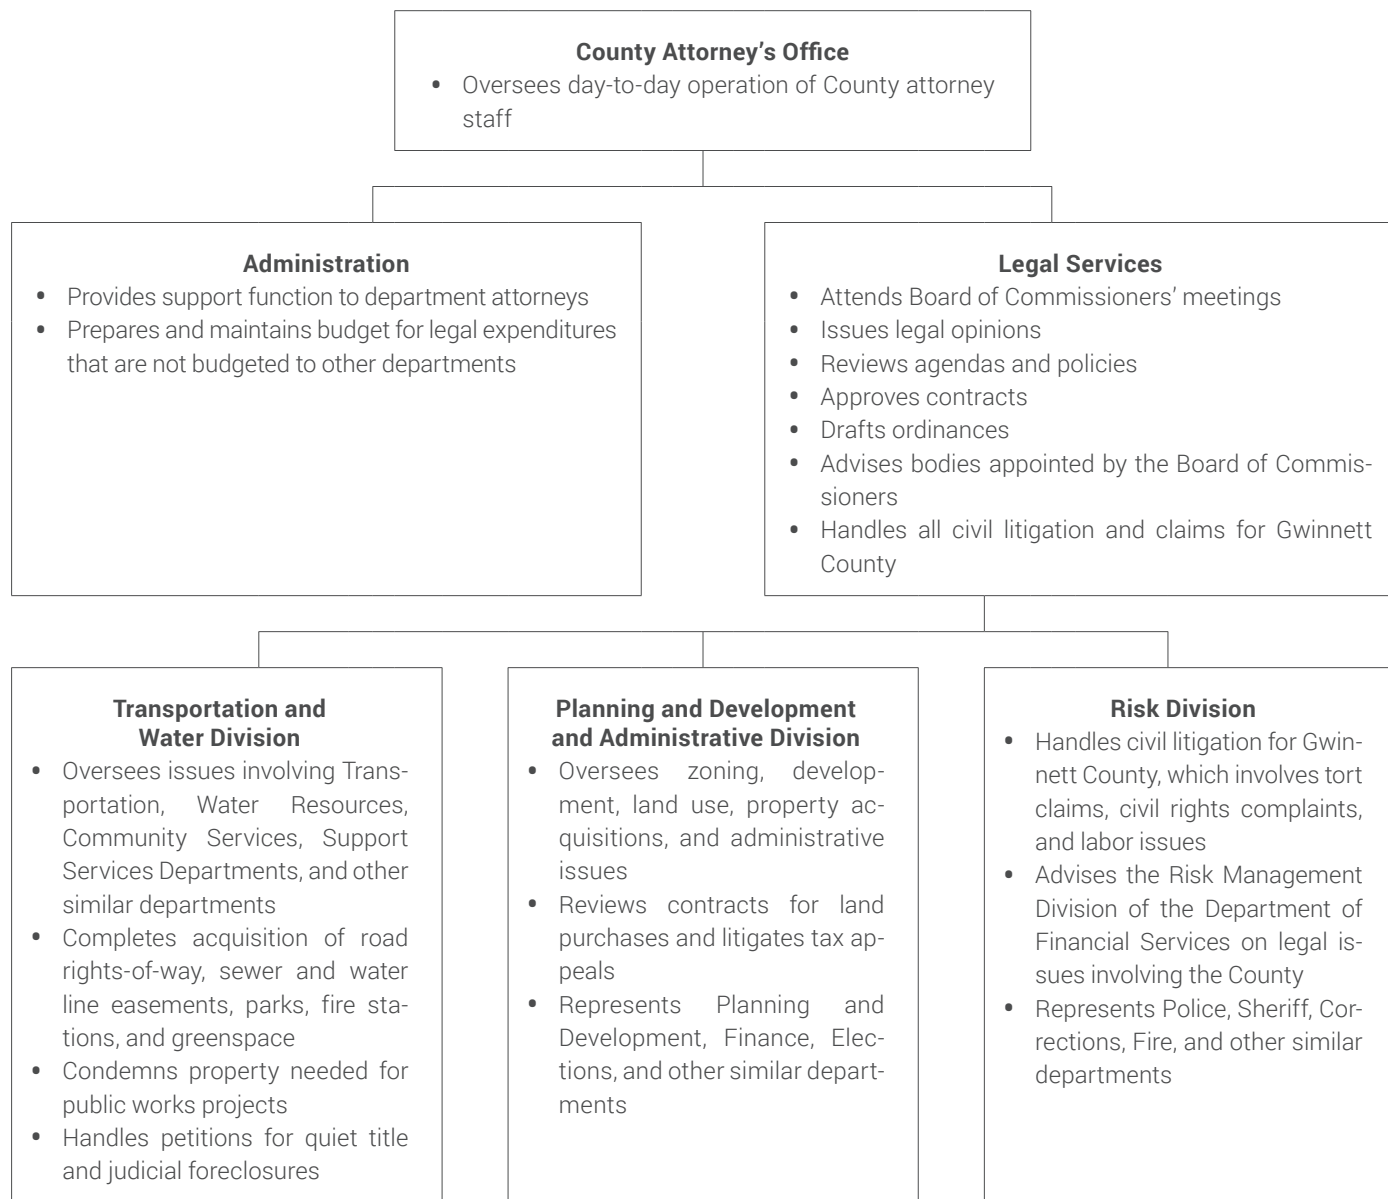 County Attorney’s Office
• Oversees day-to-day operation of County attorney
staff
Administration
• Provides support function to department attorneys
• Prepares and maintains budget for legal expenditures
that are not budgeted to other departments
Legal Services
• Attends Board of Commissioners’ meetings
• Issues legal opinions
• Reviews agendas and policies
• Approves contracts
• Drafts ordinances
• Advises bodies appointed by the Board of Commis-
sioners
• Handles all civil litigation and claims for Gwinnett
County
Transportation and
Water Division
• Oversees issues involving Trans-
portation, Water Resources,
Community Services, Support
Services Departments, and other
similar departments
• Completes acquisition of road
rights-of-way, sewer and water
line easements, parks, fire sta-
tions, and greenspace
• Condemns property needed for
public works projects
• Handles petitions for quiet title
and judicial foreclosures
Planning and Development
and Administrative Division
• Oversees zoning, develop-
ment, land use, property ac-
quisitions, and administrative
issues
• Reviews contracts for land
purchases and litigates tax ap-
peals
• Represents Planning and
Development, Finance, Elec-
tions, and other similar depart-
ments
Risk Division
• Handles civil litigation for Gwin-
nett County, which involves tort
claims, civil rights complaints,
and labor issues
• Advises the Risk Management
Division of the Department of
Financial Services on legal is-
sues involving the County
• Represents Police, Sheriff, Cor-
rections, Fire, and other similar
departments